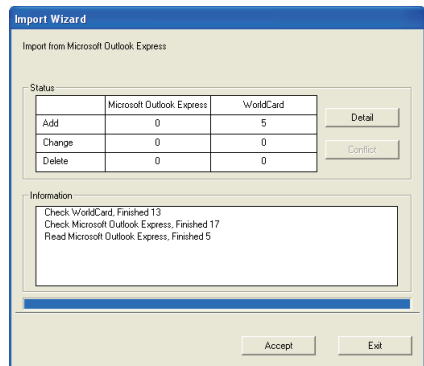 Import Wizard
Import from Microsoft Outlook Express
Status
Microsoft Outlook Express WorldCard
Add 0 5 Detail
Change 0 0 Conflict
Delete 0 0
Information
Check WorldCard, Finished 13
Check Microsoft Outlook Express, Finished 17
Read Microsoft Outlook Express, Finished 5
Accept Exit